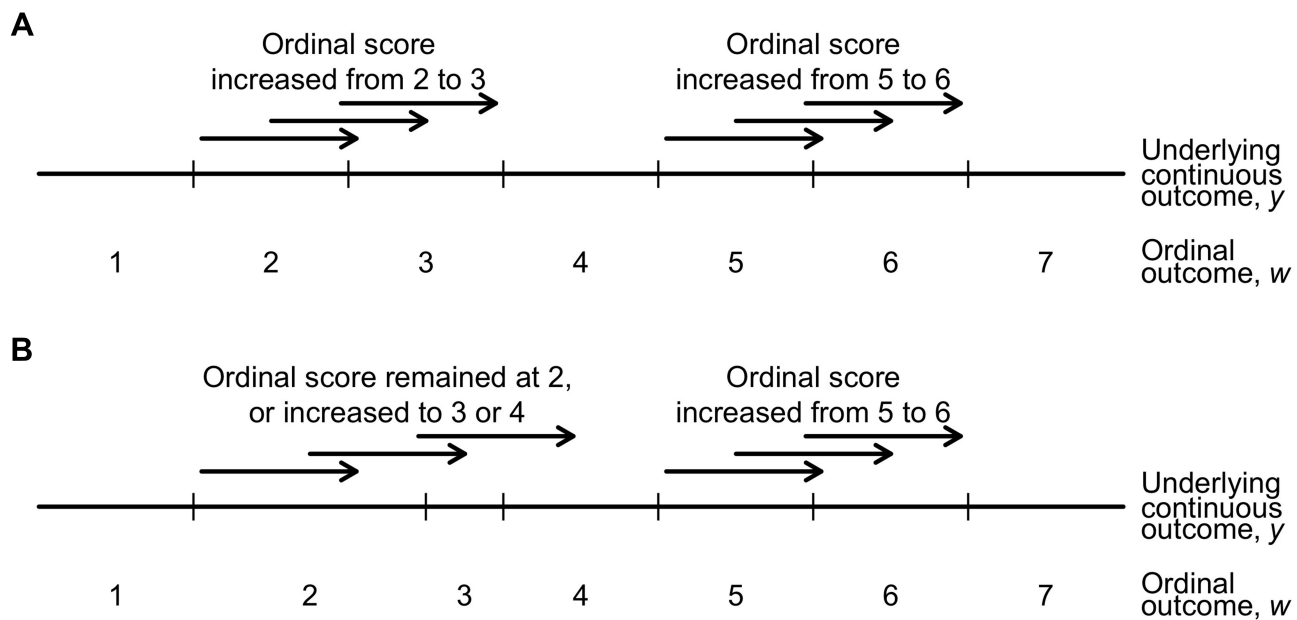 A
Ordinal score
increased from 2 to 3
Ordinal score
increased from 5 to 6
Underlying
continuous
outcome, y
1 2 3 4 5 6 7
Ordinal
outcome, w
B
Ordinal score remained at 2,
or increased to 3 or 4
Ordinal score
increased from 5 to 6
Underlying
continuous
outcome, y
1 2 3 4 5 6 7
Ordinal
outcome, w